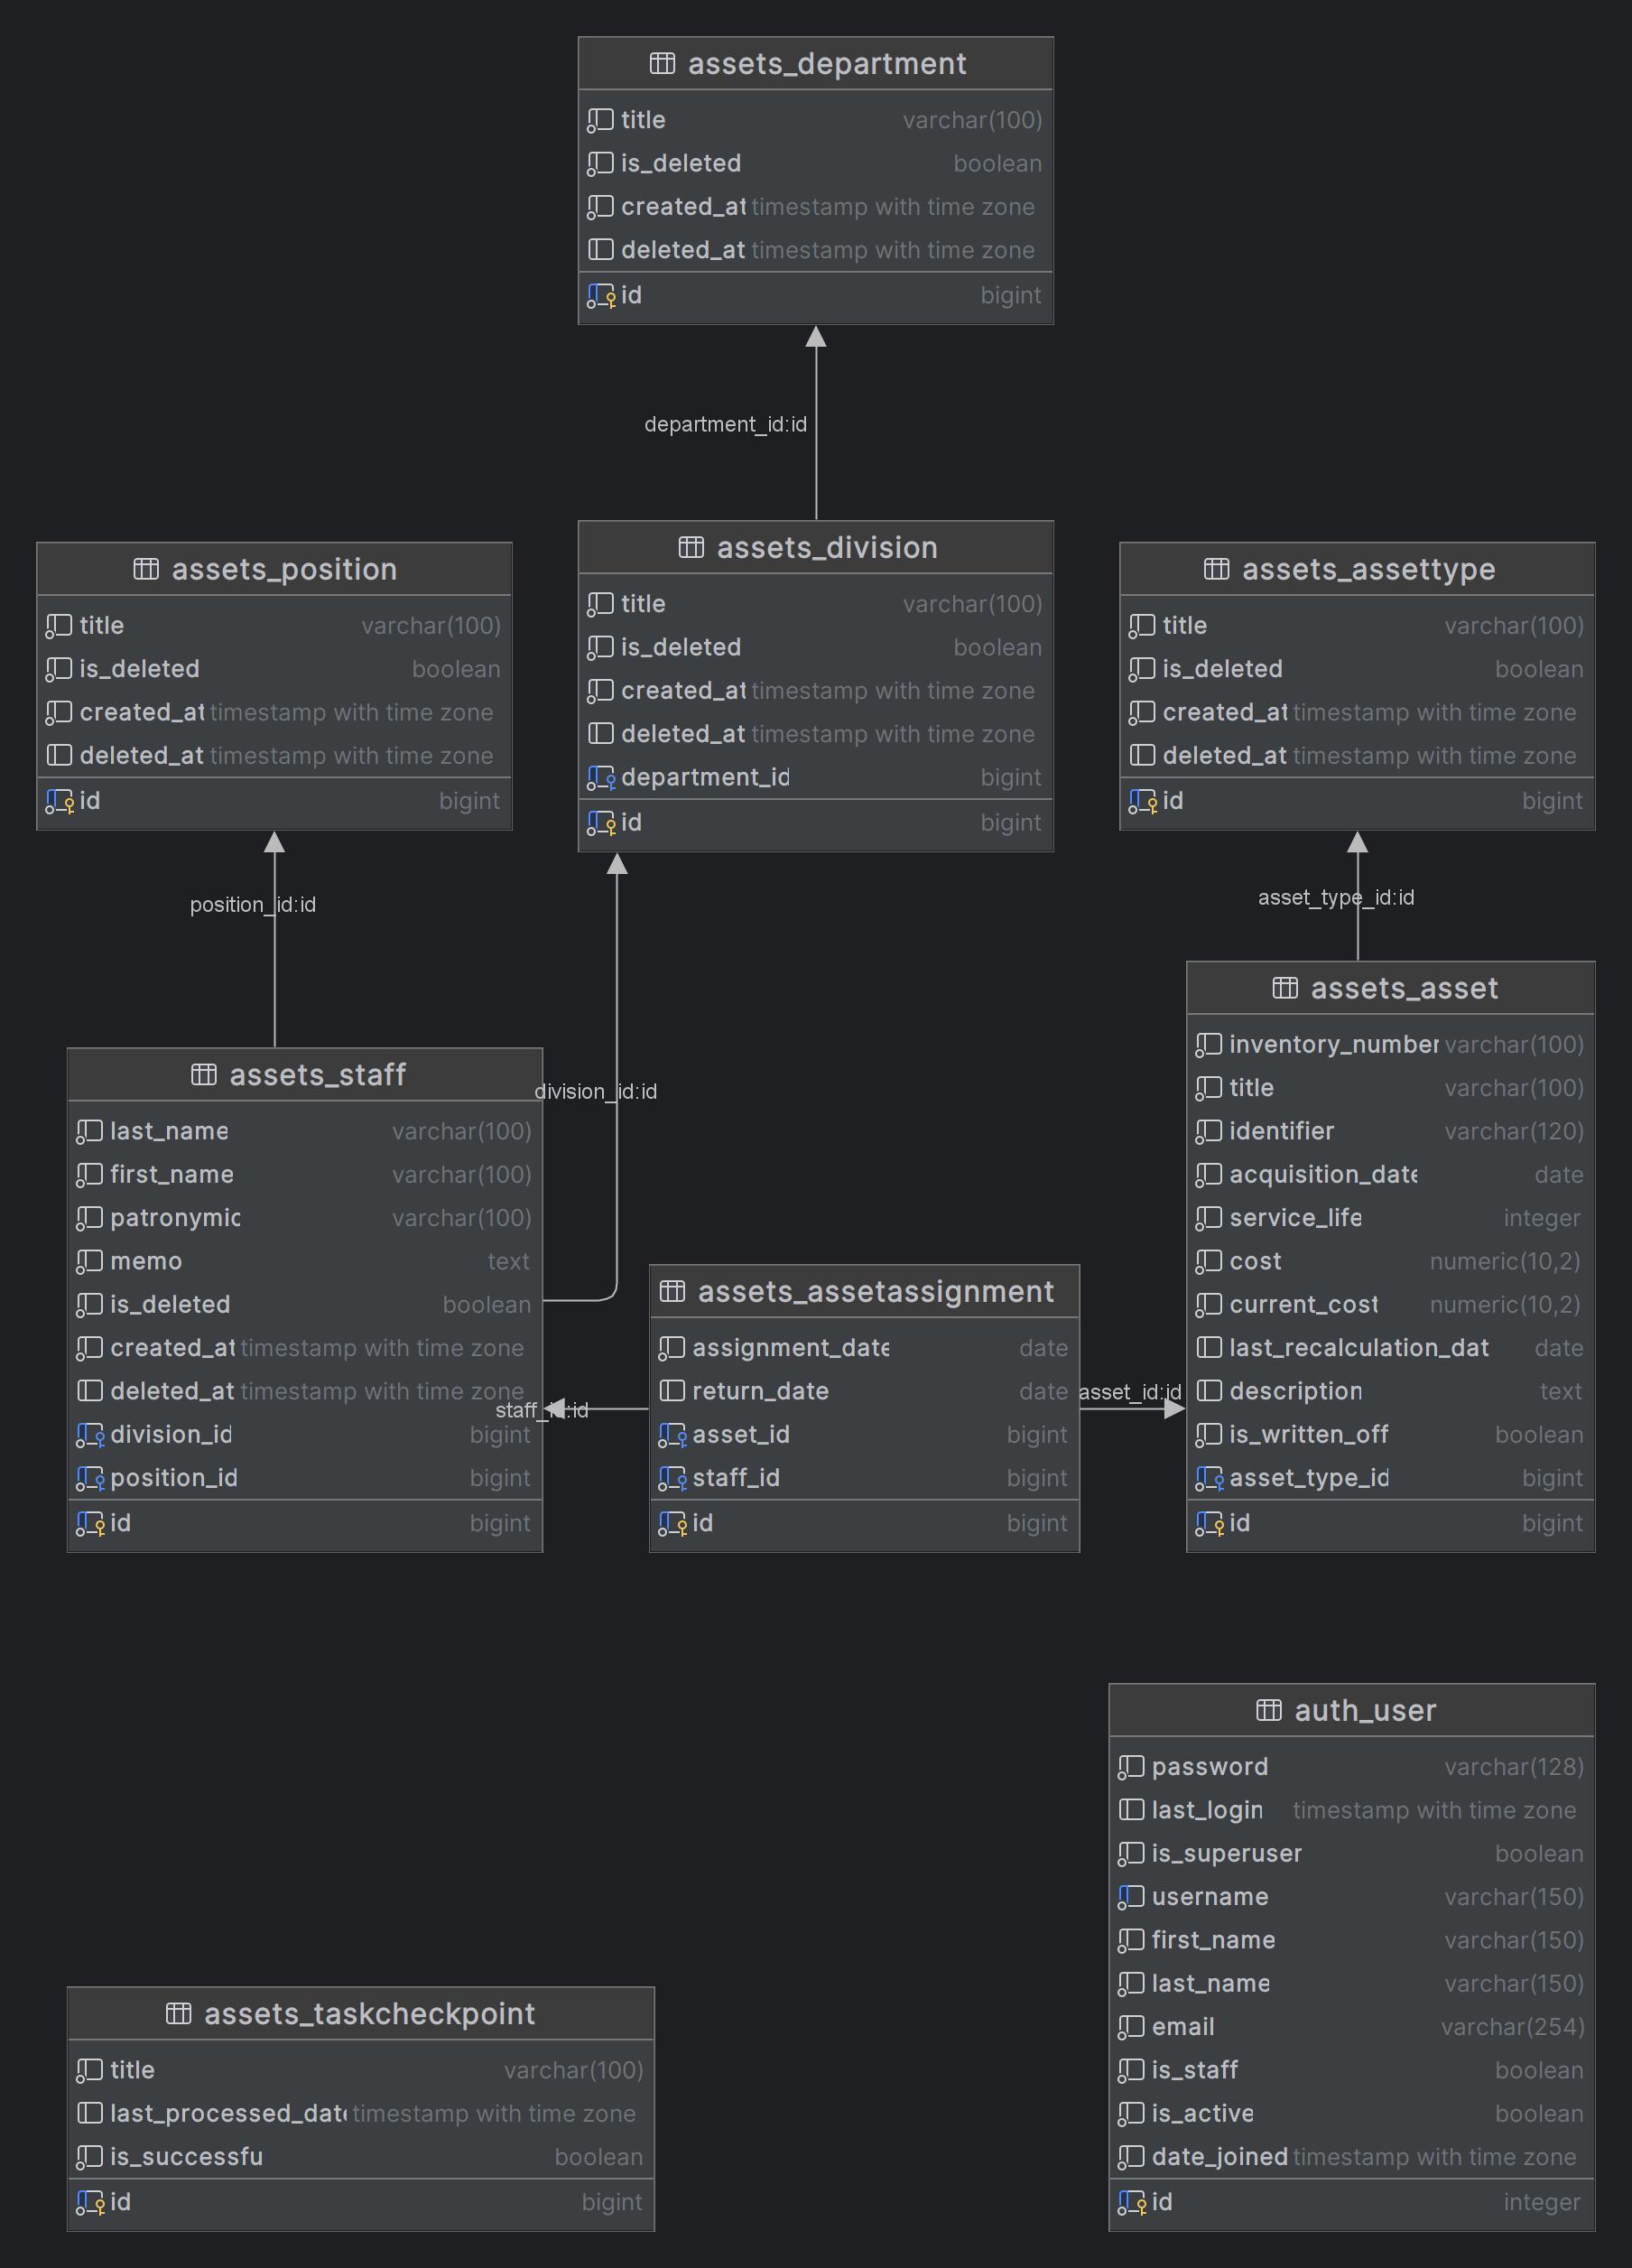 assets_department
title varchar(100)
is_deleted boolean
created_at timestamp with time zone
deleted_at timestamp with time zone
id bigint
department_id:id
assets_position
title varchar(100)
is_deleted boolean
created_at timestamp with time zone
deleted_at timestamp with time zone
id bigint
assets_division
title varchar(100)
is_deleted boolean
created_at timestamp with time zone
deleted_at timestamp with time zone
department_id bigint
id bigint
assets_assettype
title varchar(100)
is_deleted boolean
created_at timestamp with time zone
deleted_at timestamp with time zone
id bigint
position_id:id
division_id:id
asset_type_id:id
assets_staff
last_name varchar(100)
first_name varchar(100)
patronymic varchar(100)
memo text
is_deleted boolean
created_at timestamp with time zone
deleted_at timestamp with time zone
division_id bigint
position_id bigint
id bigint
staff_id:id
assets_assetassignment
assignment_date date
return_date date
asset_id bigint
staff_id bigint
id bigint
asset_id:id
assets_asset
inventory_number varchar(100)
title varchar(100)
identifier varchar(120)
acquisition_date date
service_life integer
cost numeric(10,2)
current_cost numeric(10,2)
last_recalculation_dat date
description text
is_written_off boolean
asset_type_id bigint
id bigint
auth_user
password varchar(128)
last_login timestamp with time zone
is_superuser boolean
username varchar(150)
first_name varchar(150)
last_name varchar(150)
email varchar(254)
is_staff boolean
is_active boolean
date_joined timestamp with time zone
id integer
assets_taskcheckpoint
title varchar(100)
last_processed_date timestamp with time zone
is_successfu boolean
id bigint